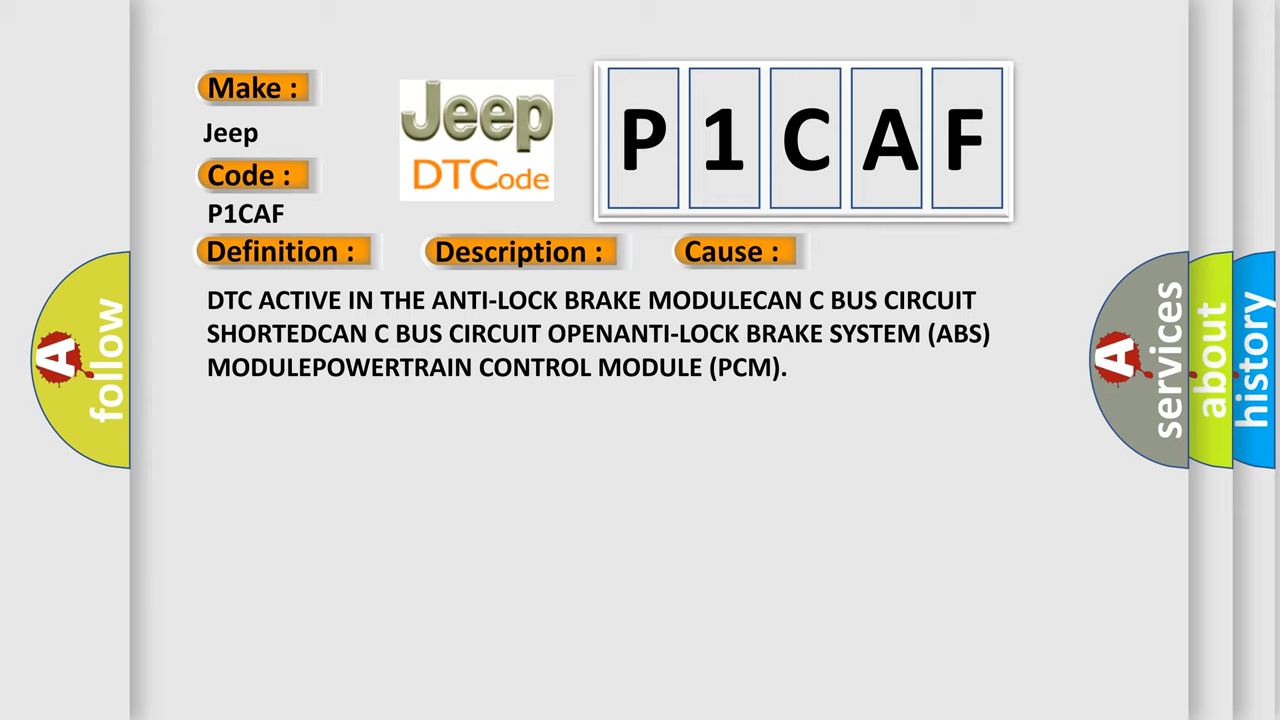 Make :
Jeep
Code :
P1CAF
Jeep
DTCode
P 1 C A F
Definition :
Description :
Cause :
DTC ACTIVE IN THE ANTI-LOCK BRAKE MODULECAN C BUS CIRCUIT
SHORTEDCAN C BUS CIRCUIT OPENANTI-LOCK BRAKE SYSTEM (ABS)
MODULEPOWERTRAIN CONTROL MODULE (PCM).
A follow
A services
about
history